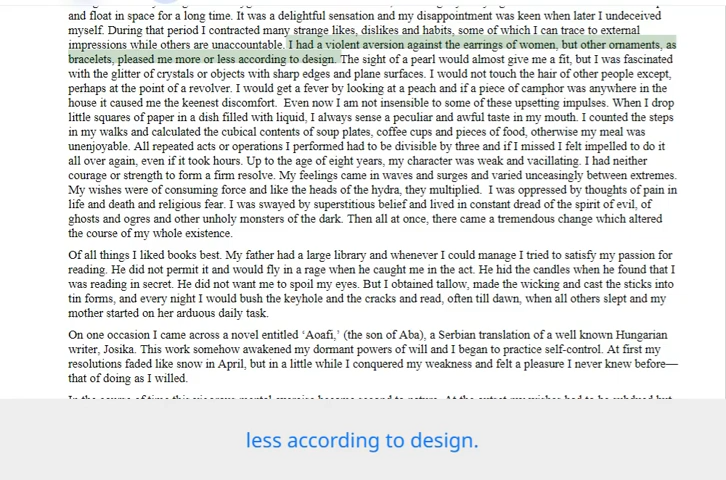 and float in space for a long time. It was a delightful sensation and my disappointment was keen when later I undeceived
myself. During that period I contracted many strange likes, dislikes and habits, some of which I can trace to external
impressions while others are unaccountable. I had a violent aversion against the earrings of women, but other ornaments, as
bracelets, pleased me more or less according to design. The sight of a pearl would almost give me a fit, but I was fascinated
with the glitter of crystals or objects with sharp edges and plane surfaces. I would not touch the hair of other people except,
perhaps at the point of a revolver. I would get a fever by looking at a peach and if a piece of camphor was anywhere in the
house it caused me the keenest discomfort. Even now I am not insensible to some of these upsetting impulses. When I drop
little squares of paper in a dish filled with liquid, I always sense a peculiar and awful taste in my mouth. I counted the steps
in my walks and calculated the cubical contents of soup plates, coffee cups and pieces of food, otherwise my meal was
unenjoyable. All repeated acts or operations I performed had to be divisible by three and if I missed I felt impelled to do it
all over again, even if it took hours. Up to the age of eight years, my character was weak and vacillating. I had neither
courage or strength to form a firm resolve. My feelings came in waves and surges and varied unceasingly between extremes.
My wishes were of consuming force and like the heads of the hydra, they multiplied. I was oppressed by thoughts of pain in
life and death and religious fear. I was swayed by superstitious belief and lived in constant dread of the spirit of evil, of
ghosts and ogres and other unholy monsters of the dark. Then all at once, there came a tremendous change which altered
the course of my whole existence.
Of all things I liked books best. My father had a large library and whenever I could manage I tried to satisfy my passion for
reading. He did not permit it and would fly in a rage when he caught me in the act. He hid the candles when he found that I
was reading in secret. He did not want me to spoil my eyes. But I obtained tallow, made the wicking and cast the sticks into
tin forms, and every night I would bush the keyhole and the cracks and read, often till dawn, when all others slept and my
mother started on her arduous daily task.
On one occasion I came across a novel entitled ‘Aoafi,’ (the son of Aba), a Serbian translation of a well known Hungarian
writer, Josika. This work somehow awakened my dormant powers of will and I began to practice self-control. At first my
resolutions faded like snow in April, but in a little while I conquered my weakness and felt a pleasure I never knew before—
that of doing as I willed.
less according to design.